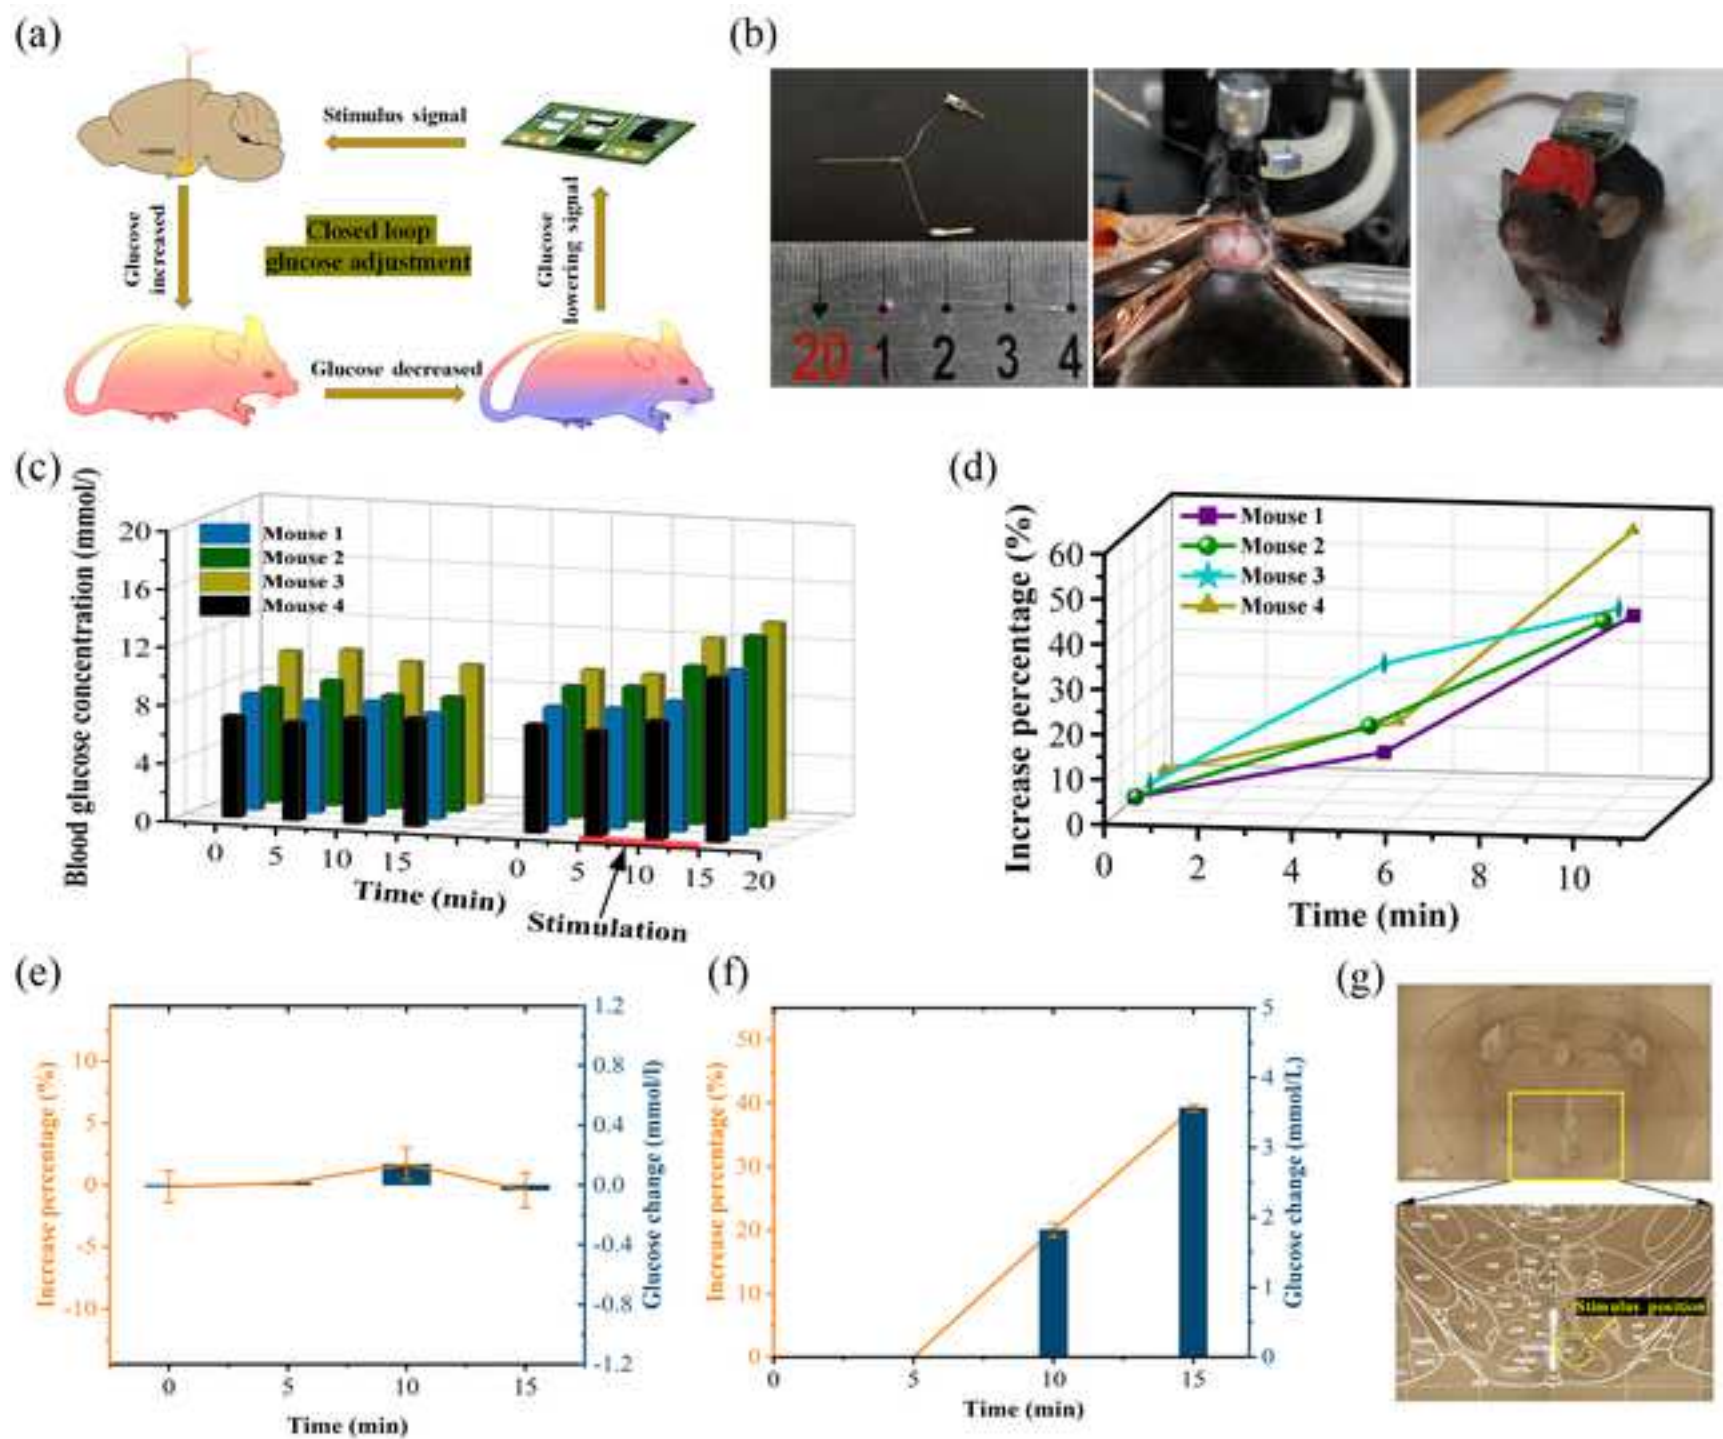 (a)
Stimulus signal
Glucose
increased
Closed loop
glucose adjustment
Glucose
lowering signal
Glucose decreased
(b)
20 1 2 3 4
(c)
Blood glucose concentration (mmol/)
20
16
12
8
4
0
Mouse 1
Mouse 2
Mouse 3
Mouse 4
0 5 10 15 0 5 10 15 20
Time (min)
Stimulation
(d)
Increase percentage (%)
60
50
40
30
20
10
0
Mouse 1
Mouse 2
Mouse 3
Mouse 4
0 2 4 6 8 10
Time (min)
(e)
Increase percentage (%)
10
5
0
-5
-10
1.2
0.8
0.4
0.0
-0.4
-0.8
-1.2
Glucose change (mmol/l)
0 5 10 15
Time (min)
(f)
Increase percentage (%)
50
40
30
20
10
0
5
4
3
2
1
0
Glucose change (mmol/L)
0 5 10 15
Time (min)
(g)
Stimulus position